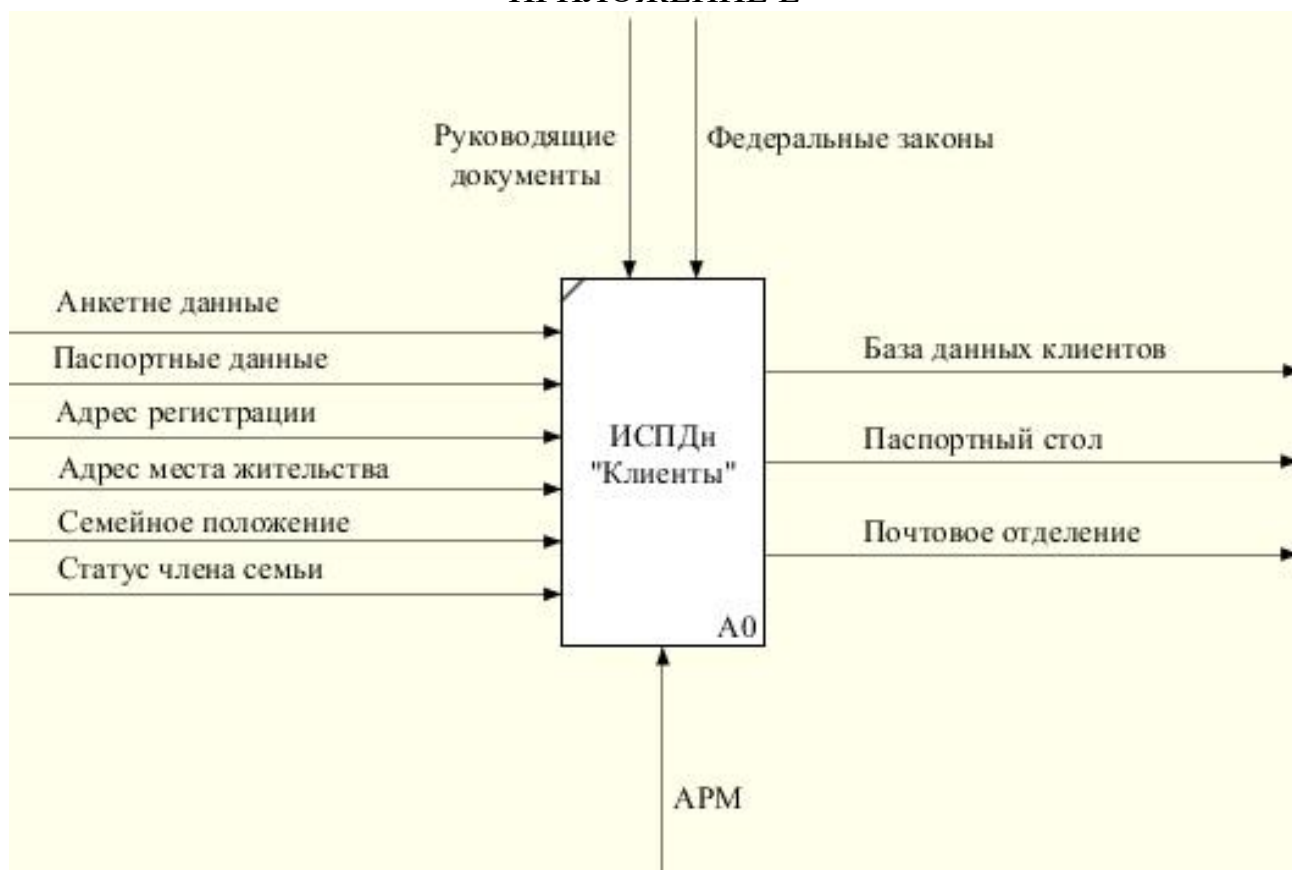 ПРИЛОЖЕНИЕ Е
Руководящие
документы
Федеральные законы
Анкетне данные
Паспортные данные
Адрес регистрации
Адрес места жительства
Семейное положение
Статус члена семьи
ИСПДн
"Клиенты"
A0
База данных клиентов
Паспортный стол
Почтовое отделение
АРМ